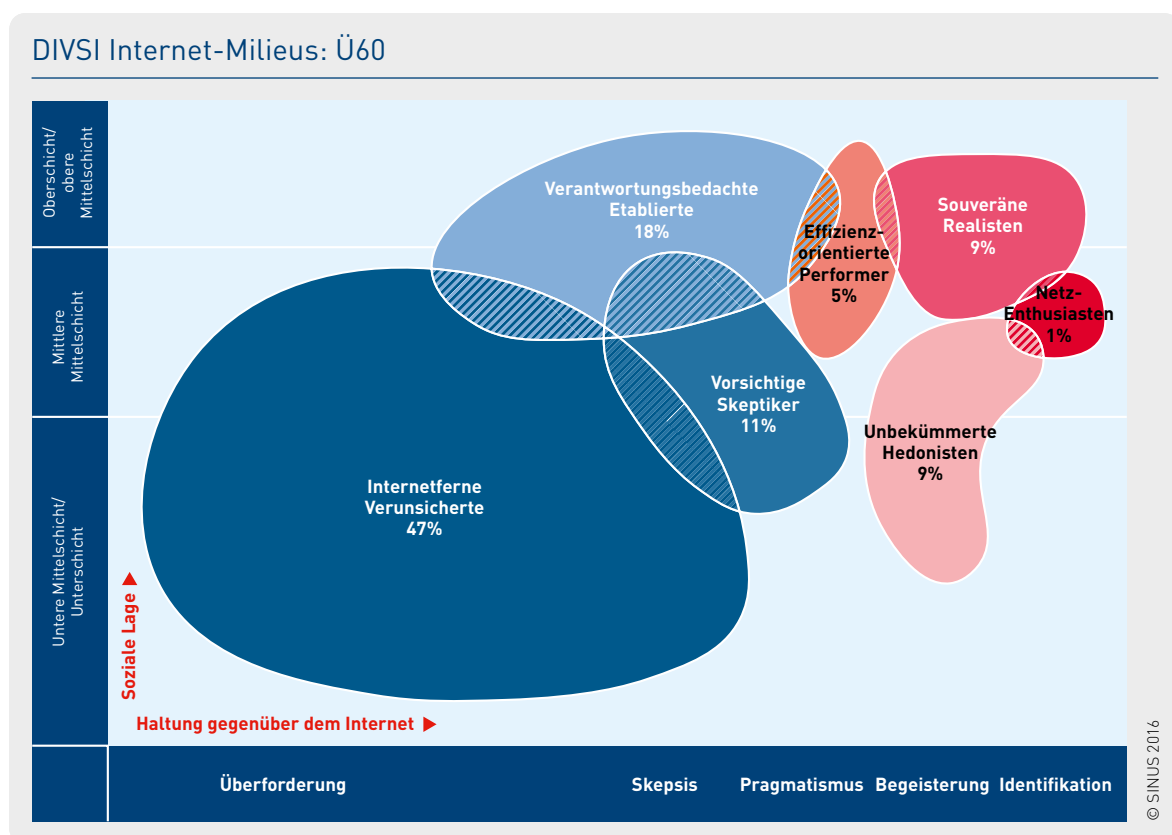 DIVSI Internet-Milieus: Ü60
Oberschicht/
obere
Mittelschicht
Mittlere
Mittelschicht
Untere Mittelschicht/
Unterschicht
Verantwortungsbedachte
Etablierte
18%
Effizienz-
orientierte
Performer
5%
Souveräne
Realisten
9%
Netz-
Enthusiasten
1%
Vorsichtige
Skeptiker
11%
Unbekümmerte
Hedonisten
9%
Internetferne
Verunsicherte
47%
Soziale Lage ▶
Haltung gegenüber dem Internet ▶
Überforderung
Skepsis
Pragmatismus
Begeisterung
Identifikation
© SINUS 2016